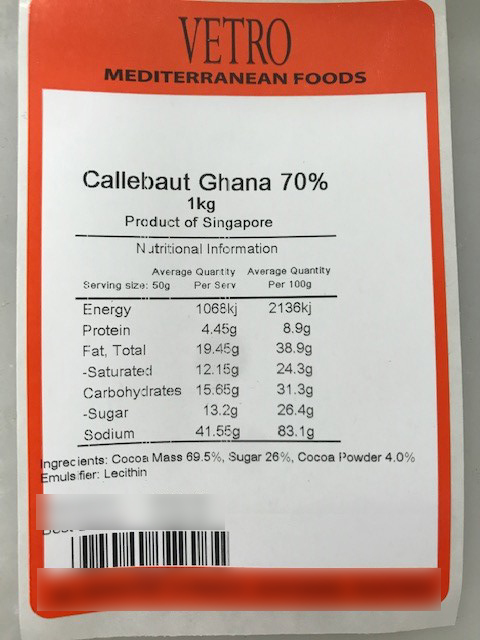 VETRO
MEDITERRANEAN FOODS
Callebaut Ghana 70%
1kg
Product of Singapore
Nutritional Information
Average Quantity Average Quantity
Serving size: 50g Per Serv Per 100g
Energy 1068kj 2136kj
Protein 4.45g 8.9g
Fat, Total 19.45g 38.9g
-Saturated 12.15g 24.3g
Carbohydrates 15.65g 31.3g
-Sugar 13.2g 26.4g
Sodium 41.55g 83.1g
Ingredients: Cocoa Mass 69.5%, Sugar 26%, Cocoa Powder 4.0%
Emulsifier: Lecithin